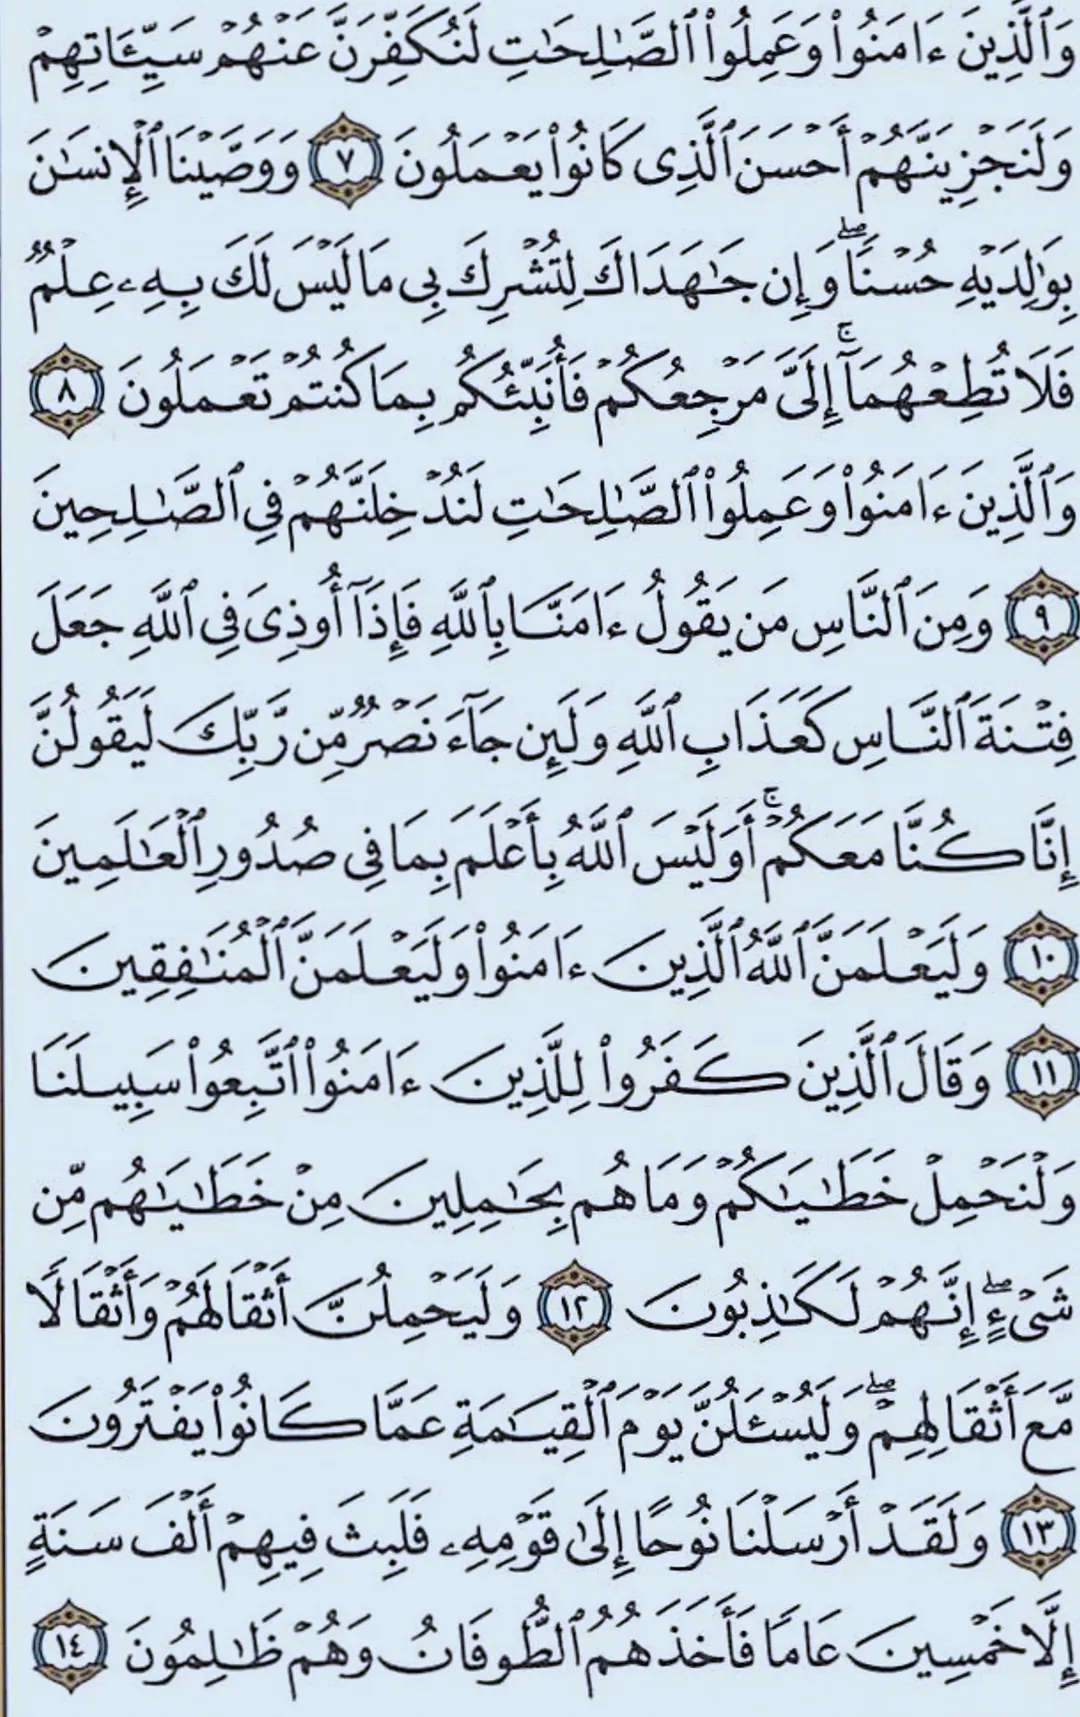 وَٱلَّذِينَ ءَامَنُوا۟ وَعَمِلُوا۟ ٱلصَّٰلِحَٰتِ لَنُكَفِّرَنَّ عَنْهُمْ سَيِّـَٔاتِهِمْ
وَلَنَجْزِيَنَّهُمْ أَحْسَنَ ٱلَّذِى كَانُوا۟ يَعْمَلُونَ ٧ وَوَصَّيْنَا ٱلْإِنسَٰنَ
بِوَٰلِدَيْهِ حُسْنًاۖ وَإِن جَٰهَدَاكَ لِتُشْرِكَ بِى مَا لَيْسَ لَكَ بِهِۦ عِلْمٌ
فَلَا تُطِعْهُمَآۚ إِلَىَّ مَرْجِعُكُمْ فَأُنَبِّئُكُم بِمَا كُنتُمْ تَعْمَلُونَ ٨
وَٱلَّذِينَ ءَامَنُوا۟ وَعَمِلُوا۟ ٱلصَّٰلِحَٰتِ لَنُدْخِلَنَّهُمْ فِى ٱلصَّٰلِحِينَ
٩ وَمِنَ ٱلنَّاسِ مَن يَقُولُ ءَامَنَّا بِٱللَّهِ فَإِذَآ أُوذِىَ فِى ٱللَّهِ جَعَلَ
فِتْنَةَ ٱلنَّاسِ كَعَذَابِ ٱللَّهِ وَلَئِن جَآءَ نَصْرٌ مِّن رَّبِّكَ لَيَقُولُنَّ
إِنَّا كُنَّا مَعَكُمْۚ أَوَلَيْسَ ٱللَّهُ بِأَعْلَمَ بِمَا فِى صُدُورِ ٱلْعَٰلَمِينَ
١٠ وَلَيَعْلَمَنَّ ٱللَّهُ ٱلَّذِينَ ءَامَنُوا۟ وَلَيَعْلَمَنَّ ٱلْمُنَٰفِقِينَ
١١ وَقَالَ ٱلَّذِينَ كَفَرُوا۟ لِلَّذِينَ ءَامَنُوا۟ ٱتَّبِعُوا۟ سَبِيلَنَا
وَلْنَحْمِلْ خَطَٰيَٰكُمْ وَمَا هُم بِحَٰمِلِينَ مِنْ خَطَٰيَٰهُم مِّن
شَىْءٍۖ إِنَّهُمْ لَكَٰذِبُونَ ١٢ وَلَيَحْمِلُنَّ أَثْقَالَهُمْ وَأَثْقَالًا
مَّعَ أَثْقَالِهِمْۖ وَلَيُسْـَٔلُنَّ يَوْمَ ٱلْقِيَٰمَةِ عَمَّا كَانُوا۟ يَفْتَرُونَ
١٣ وَلَقَدْ أَرْسَلْنَا نُوحًا إِلَىٰ قَوْمِهِۦ فَلَبِثَ فِيهِمْ أَلْفَ سَنَةٍ
إِلَّا خَمْسِينَ عَامًا فَأَخَذَهُمُ ٱلطُّوفَانُ وَهُمْ ظَٰلِمُونَ ١٤